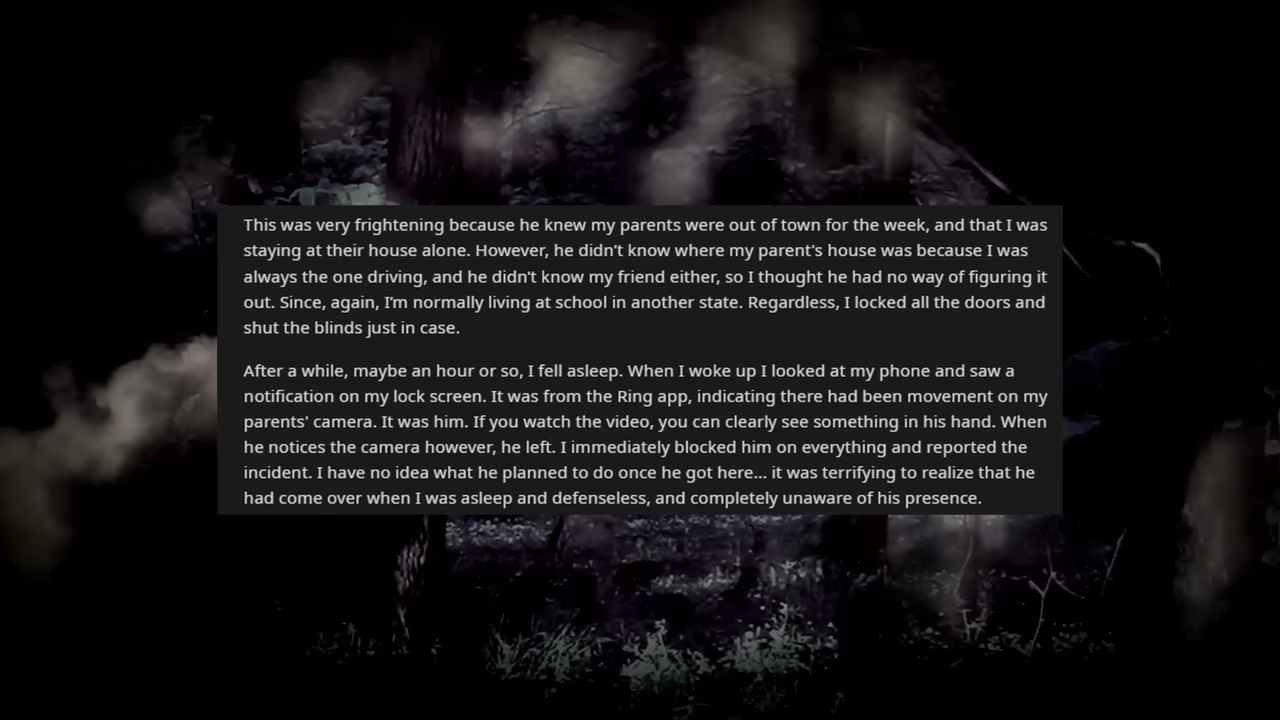 This was very frightening because he knew my parents were out of town for the week, and that I was
staying at their house alone. However, he didn’t know where my parent's house was because I was
always the one driving, and he didn’t know my friend either, so I thought he had no way of figuring it
out. Since, again, I’m normally living at school in another state. Regardless, I locked all the doors and
shut the blinds just in case.
After a while, maybe an hour or so, I fell asleep. When I woke up I looked at my phone and saw a
notification on my lock screen. It was from the Ring app, indicating there had been movement on my
parents' camera. It was him. If you watch the video, you can clearly see something in his hand. When
he notices the camera however, he left. I immediately blocked him on everything and reported the
incident. I have no idea what he planned to do once he got here... it was terrifying to realize that he
had come over when I was asleep and defenseless, and completely unaware of his presence.